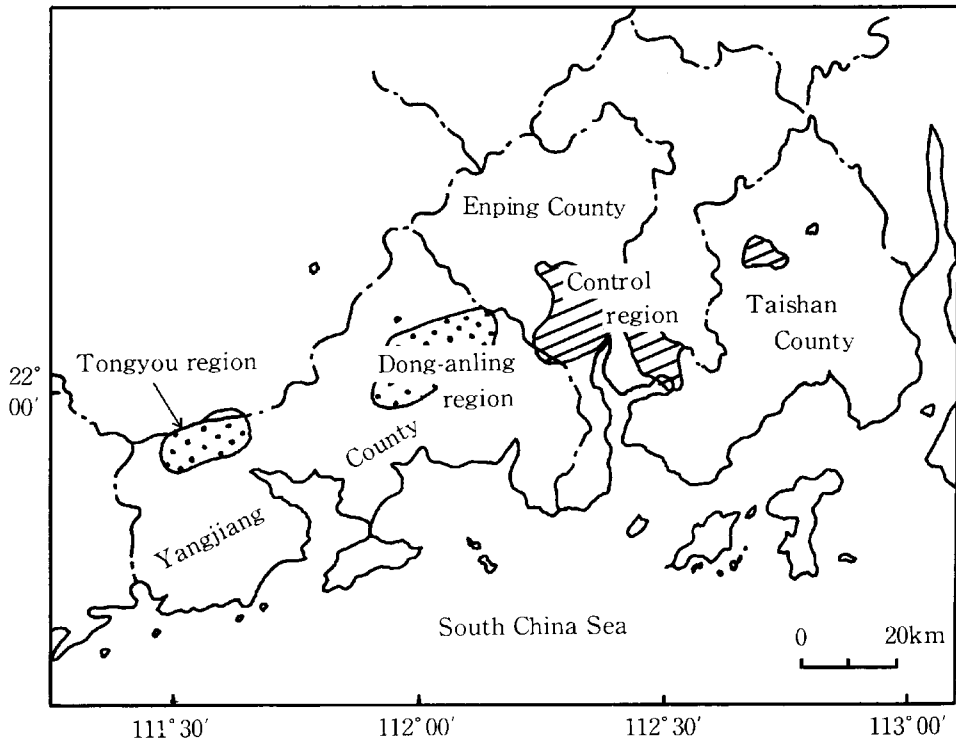 Enping County
Control
region
Taishan
County
Tongyou region
Dong-anling
region
22°
00′
County
Yangjiang
South China Sea
0 20km
111°30′ 112°00′ 112°30′ 113°00′